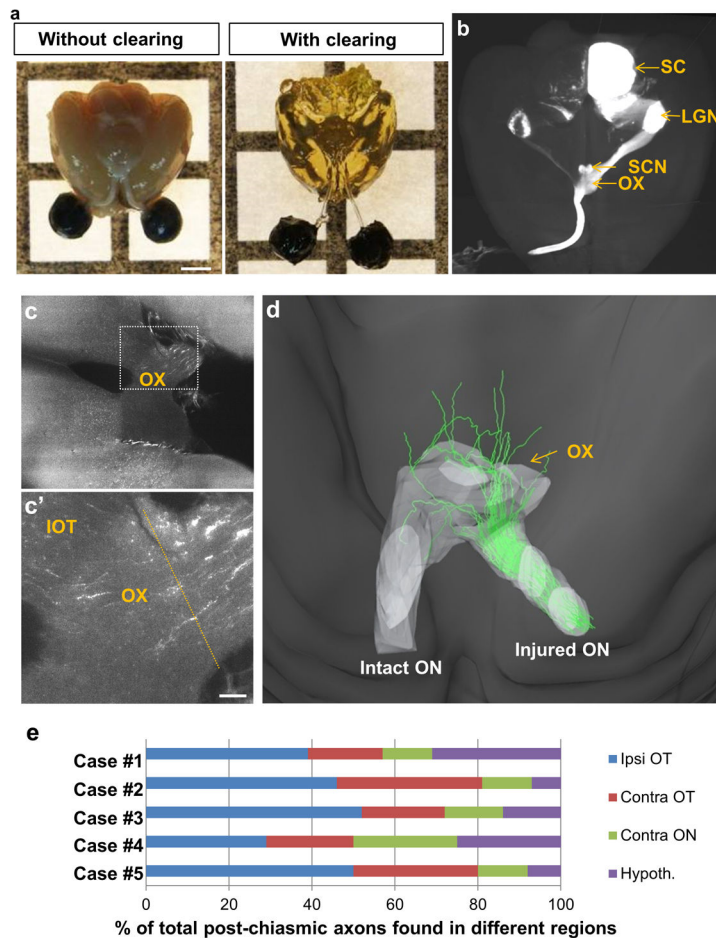 a
Without clearing
With clearing
b
SC
LGN
SCN
OX
c
OX
c'
IOT
OX
d
OX
Intact ON
Injured ON
e
Case #1
Case #2
Case #3
Case #4
Case #5
0 20 40 60 80 100
% of total post-chiasmic axons found in different regions
Ipsi OT
Contra OT
Contra ON
Hypoth.